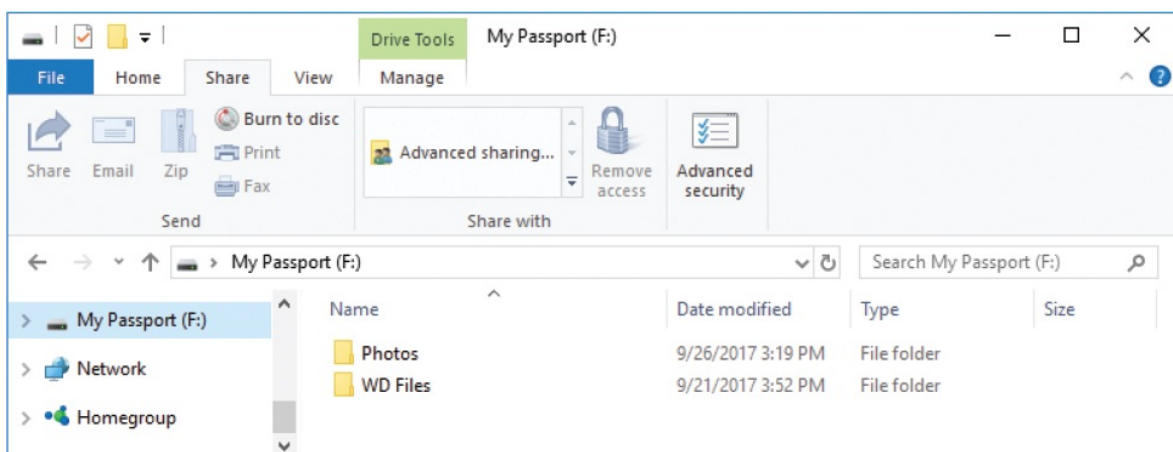 Drive Tools My Passport (F:)
File Home Share View Manage ?
Share Email Zip Burn to disc
Print
Fax
Send
Advanced sharing...
Share with
Remove access
Advanced security
My Passport (F:) Search My Passport (F:)
My Passport (F:)
Network
Homegroup
Name Date modified Type Size
Photos 9/26/2017 3:19 PM File folder
WD Files 9/21/2017 3:52 PM File folder